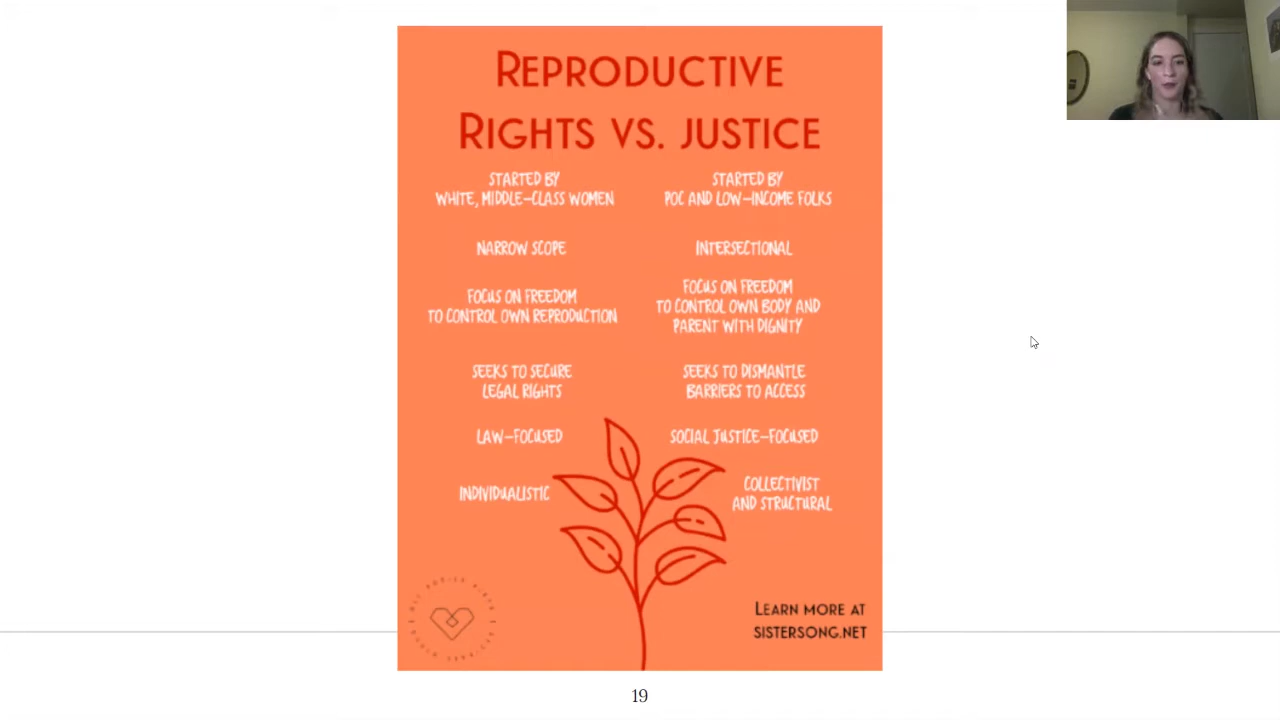 REPRODUCTIVE
RIGHTS VS. JUSTICE
STARTED BY
WHITE, MIDDLE-CLASS WOMEN
STARTED BY
POC AND LOW-INCOME FOLKS
NARROW SCOPE
INTERSECTIONAL
FOCUS ON FREEDOM
TO CONTROL OWN REPRODUCTION
FOCUS ON FREEDOM
TO CONTROL OWN BODY AND
PARENT WITH DIGNITY
SEEKS TO SECURE
LEGAL RIGHTS
SEEKS TO DISMANTLE
BARRIERS TO ACCESS
LAW-FOCUSED
SOCIAL JUSTICE-FOCUSED
INDIVIDUALISTIC
COLLECTIVIST
AND STRUCTURAL
LEARN MORE AT
SISTERSONG.NET
19